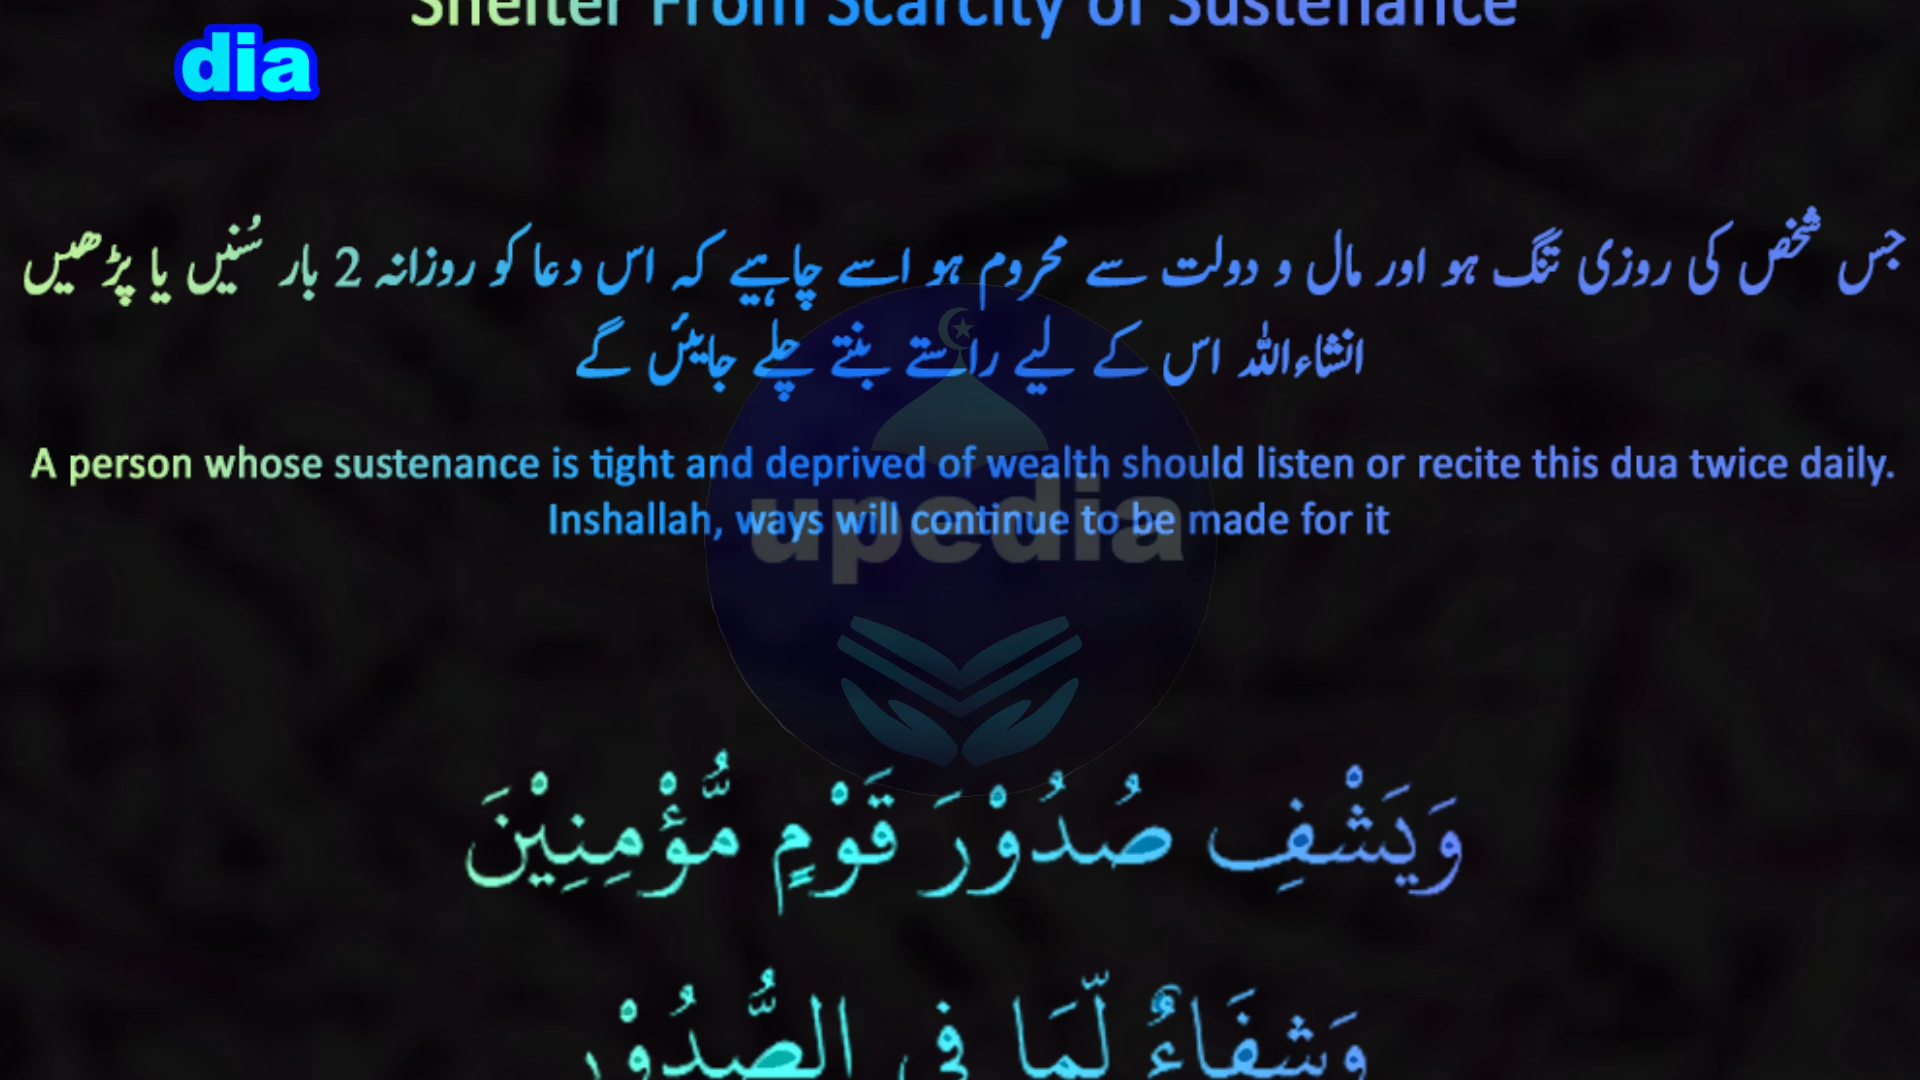 Shelter From Scarcity of Sustenance
dia
جس شخص کی روزی تنگ ہو اور مال و دولت سے محروم ہو اسے چاہیے کہ اس دعا کو روزانہ 2 بار سُنیں یا پڑھیں
انشاءاللہ اس کے لیے راستے بنتے چلے جایئں گے
A person whose sustenance is tight and deprived of wealth should listen or recite this dua twice daily.
Inshallah, ways will continue to be made for it
upedia
وَيَشْفِ صُدُوْرَ قَوْمٍ مُّؤْمِنِيْنَ
وَشِفَاءٌ لِّمَا فِي الصُّدُوْرِ